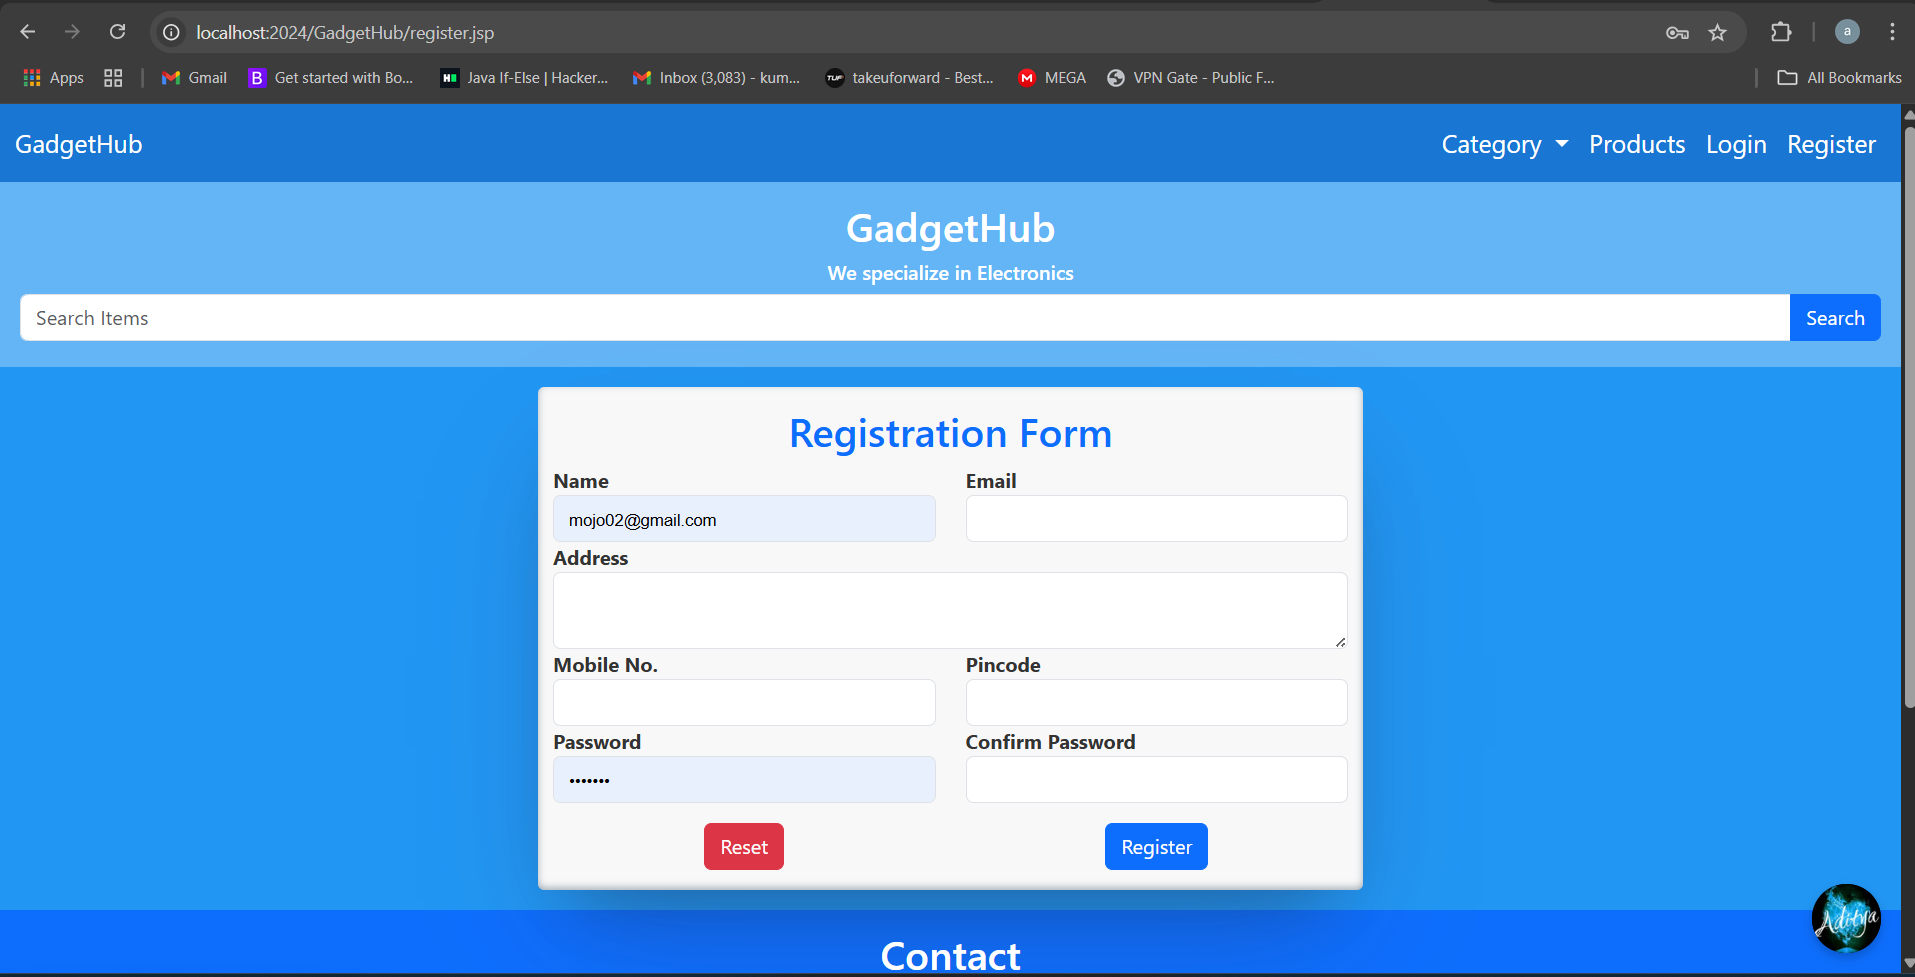 localhost:2024/GadgetHub/register.jsp
a
Apps Gmail Get started with Bo... Java If-Else | Hacker... Inbox (3,083) - kum... takeuforward - Best... MEGA VPN Gate - Public F... All Bookmarks
GadgetHub Category Products Login Register
GadgetHub
We specialize in Electronics
Search Items Search
Registration Form
Name Email
mojo02@gmail.com
Address
Mobile No. Pincode
Password Confirm Password
•••••••
Reset Register
Aditya
Contact